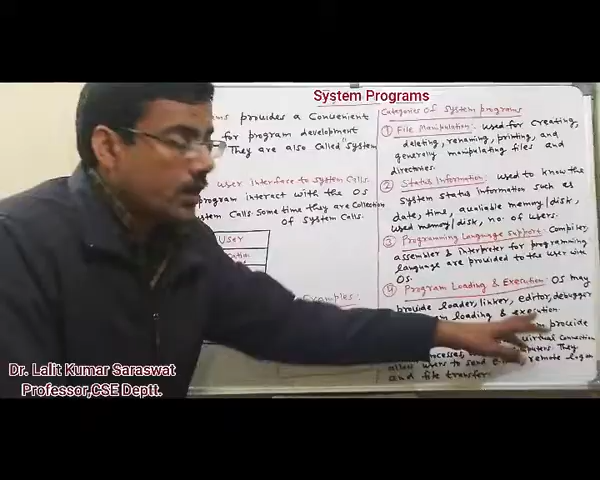 System Programs
ms provides a Convenient
for program development
They are also called "system
user interface to system calls.
program interact with the OS
stem Calls. Some time they are Collection
of system calls.
User
Examples:
Categories of system programs
① File Manipulation: Used for creating,
deleting, renaming, printing, and
generally manipulating files and
directories.
② Status Information: used to know the
system status information such as
date, time, available memory/disk,
used memory/disk, no. of users.
③ Programming Language support: Compiler,
assembler & interpreter for programming
language are provided to the user with
OS.
④ Program Loading & Execution: OS may
provide loader, linker, editor, debugger
loading & execution.
provide
virtual connection
They
allow users to send remote logon
and file transfer.
Dr. Lalit Kumar Saraswat
Professor,CSE Deptt.